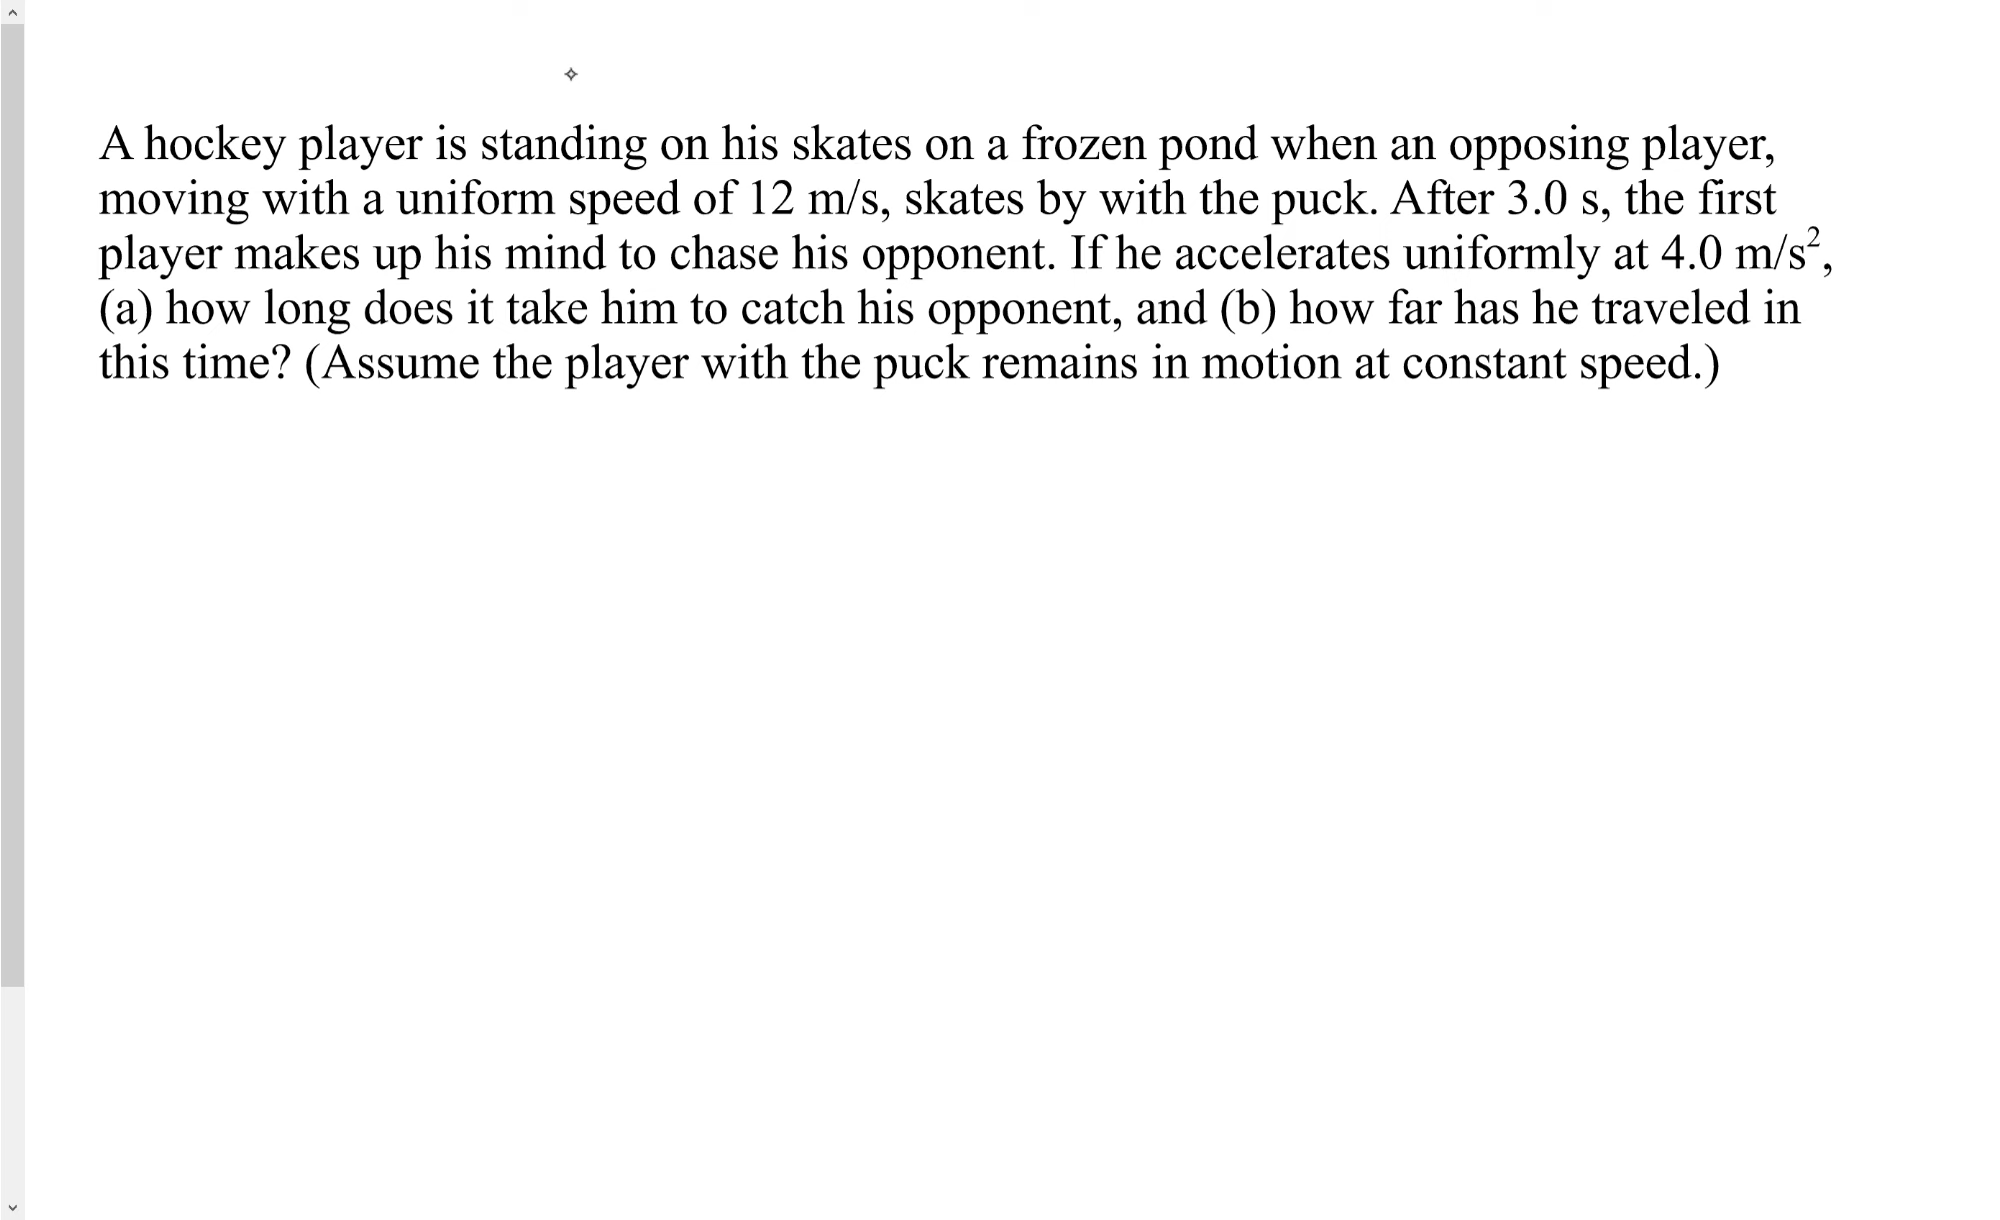 A hockey player is standing on his skates on a frozen pond when an opposing player,
moving with a uniform speed of 12 m/s, skates by with the puck. After 3.0 s, the first
player makes up his mind to chase his opponent. If he accelerates uniformly at 4.0 m/s²,
(a) how long does it take him to catch his opponent, and (b) how far has he traveled in
this time? (Assume the player with the puck remains in motion at constant speed.)